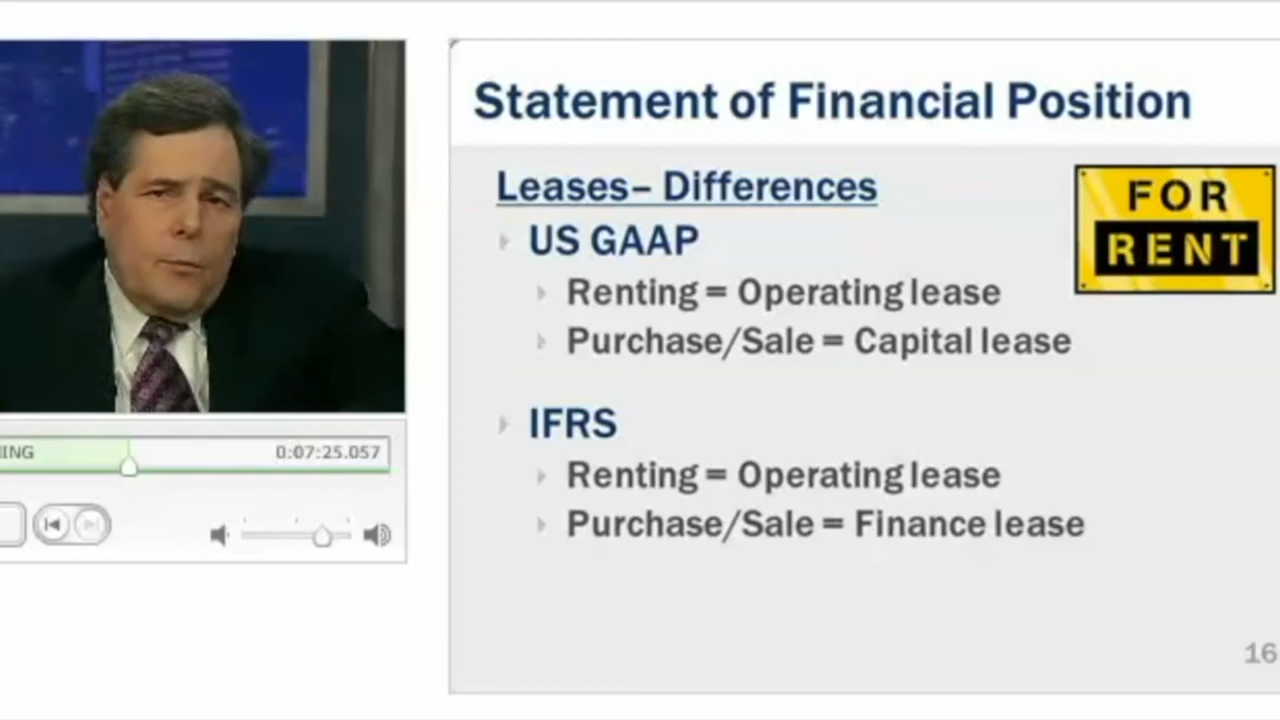 Statement of Financial Position
Leases– Differences
FOR
RENT
US GAAP
Renting = Operating lease
Purchase/Sale = Capital lease
IFRS
Renting = Operating lease
Purchase/Sale = Finance lease
16
ING 0:07:25.057